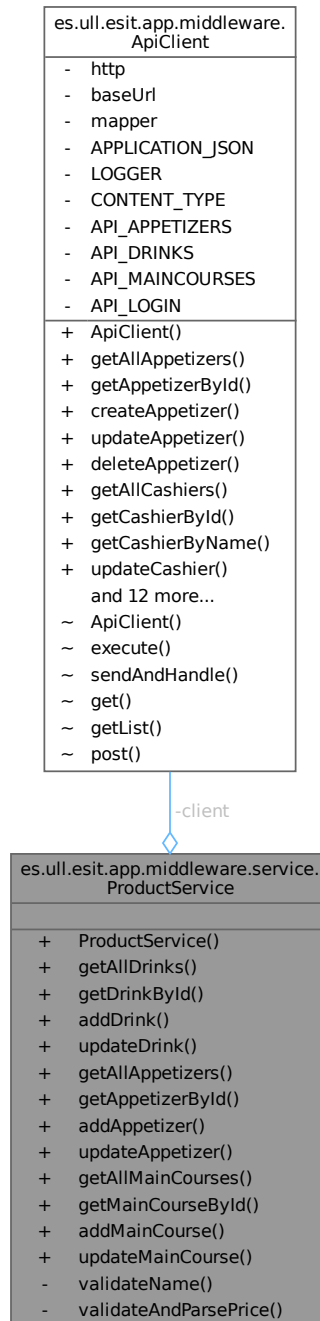 es.ull.esit.app.middleware.
ApiClient
- http
- baseUrl
- mapper
- APPLICATION_JSON
- LOGGER
- CONTENT_TYPE
- API_APPETIZERS
- API_DRINKS
- API_MAINCOURSES
- API_LOGIN
+ ApiClient()
+ getAllAppetizers()
+ getAppetizerById()
+ createAppetizer()
+ updateAppetizer()
+ deleteAppetizer()
+ getAllCashiers()
+ getCashierById()
+ getCashierByName()
+ updateCashier()
and 12 more...
~ ApiClient()
~ execute()
~ sendAndHandle()
~ get()
~ getList()
~ post()
-client
es.ull.esit.app.middleware.service.
ProductService
+ ProductService()
+ getAllDrinks()
+ getDrinkById()
+ addDrink()
+ updateDrink()
+ getAllAppetizers()
+ getAppetizerById()
+ addAppetizer()
+ updateAppetizer()
+ getAllMainCourses()
+ getMainCourseById()
+ addMainCourse()
+ updateMainCourse()
- validateName()
- validateAndParsePrice()